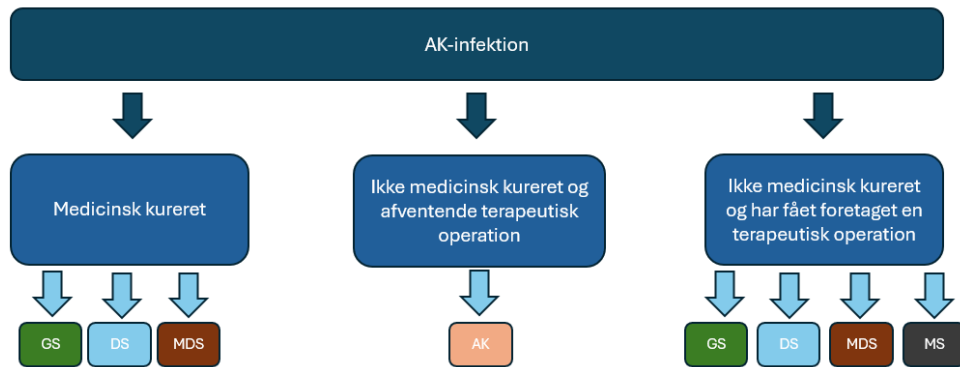 AK-infektion
Medicinsk kureret
Ikke medicinsk kureret og
afventende terapeutisk
operation
Ikke medicinsk kureret
og har fået foretaget en
terapeutisk operation
GS
DS
MDS
AK
GS
DS
MDS
MS